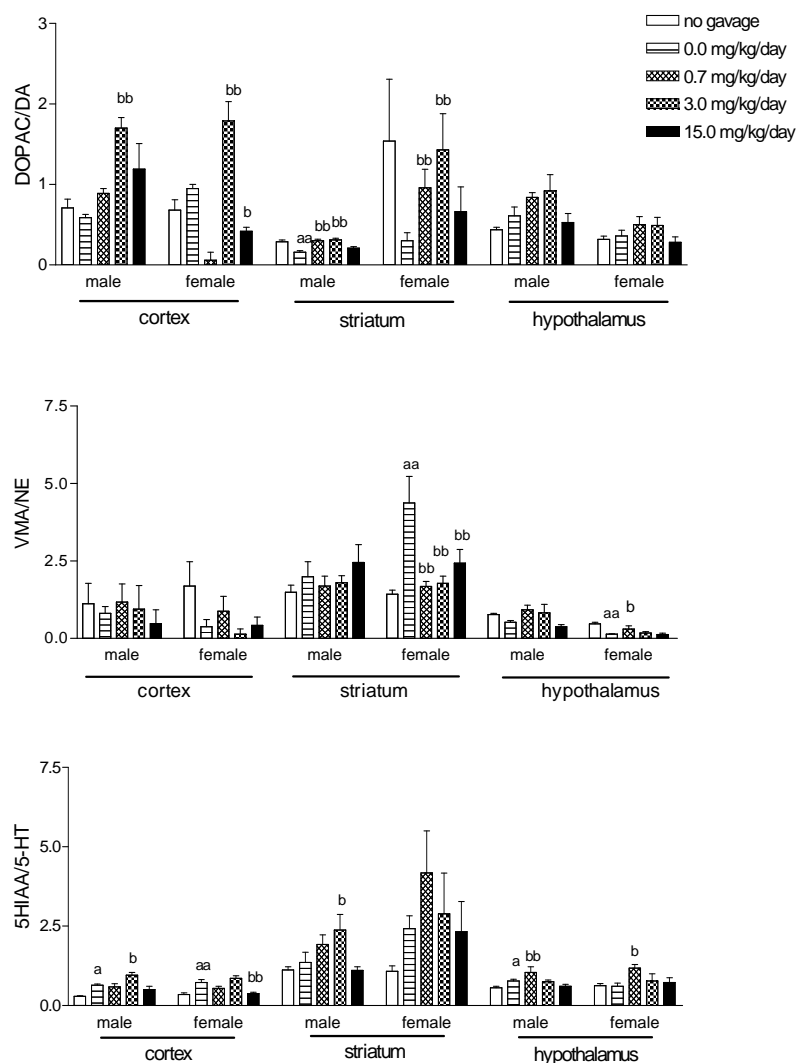 no gavage
0.0 mg/kg/day
0.7 mg/kg/day
3.0 mg/kg/day
15.0 mg/kg/day
DOPAC/DA
3
2
1
0
bb
bb
b
aa
bb
bb
bb
bb
male
female
male
female
male
female
cortex
striatum
hypothalamus
VMA/NE
7.5
5.0
2.5
0.0
aa
bb
bb
bb
aa
b
male
female
male
female
male
female
cortex
striatum
hypothalamus
5HIAA/5-HT
7.5
5.0
2.5
0.0
a
b
aa
bb
b
a
bb
b
male
female
male
female
male
female
cortex
striatum
hypothalamus